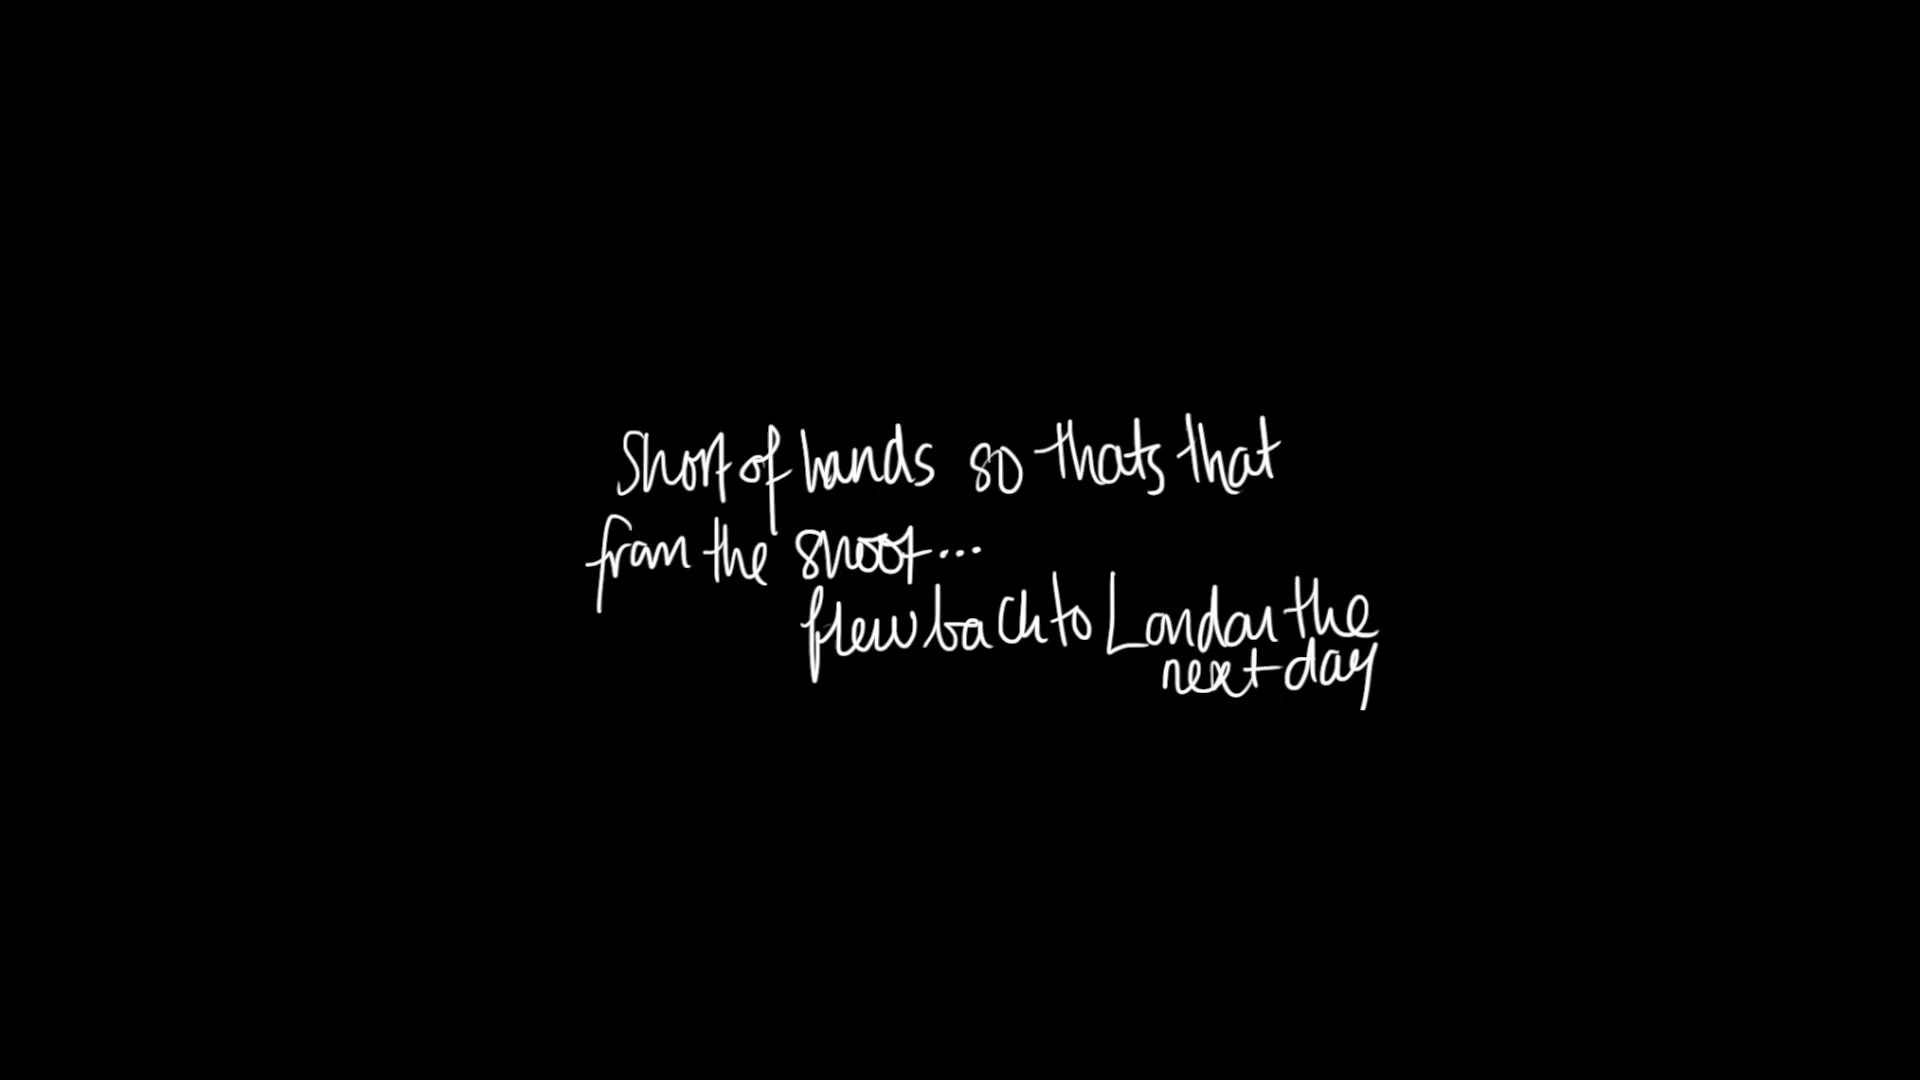 Short of hands so thats that
from the shoot...
flew back to London the
next day